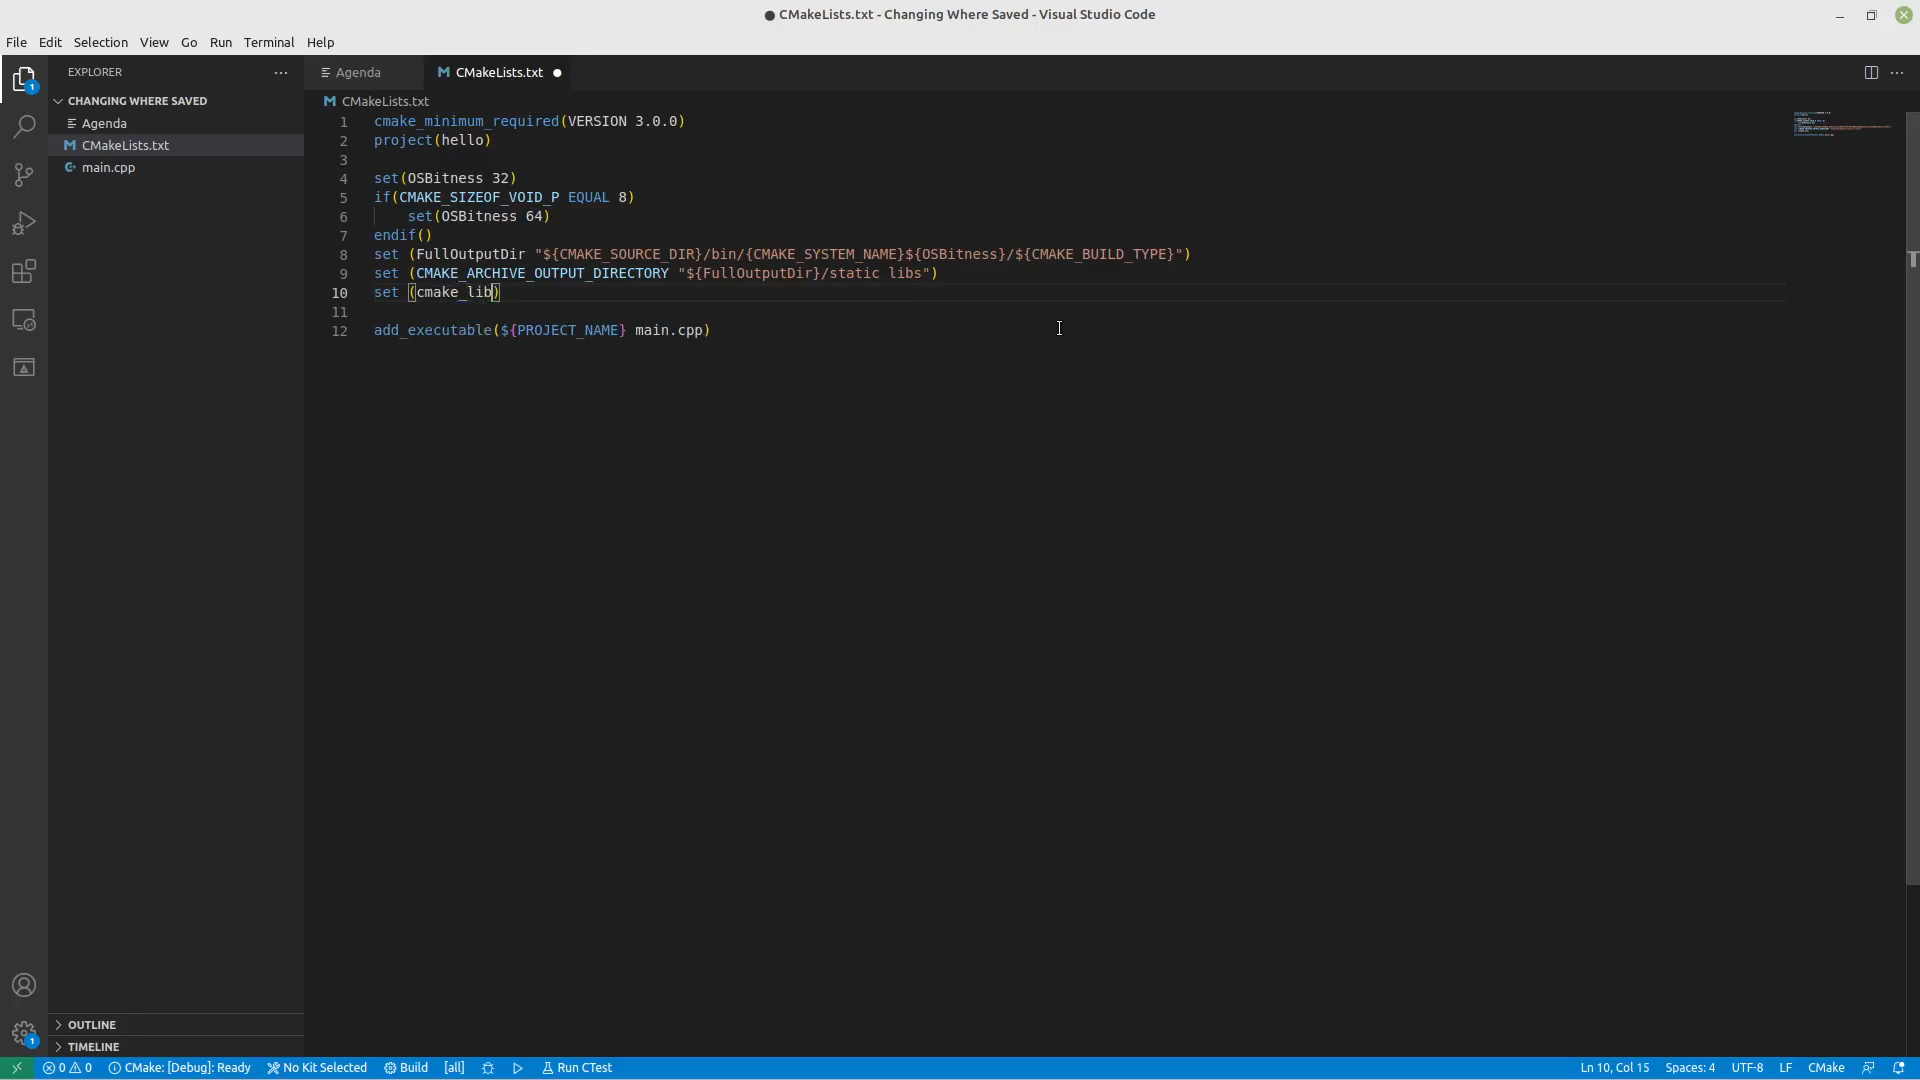 ● CMakeLists.txt - Changing Where Saved - Visual Studio Code
File Edit Selection View Go Run Terminal Help
EXPLORER
CHANGING WHERE SAVED
Agenda
CMakeLists.txt
main.cpp
OUTLINE
TIMELINE
1
1
Agenda
CMakeLists.txt
CMakeLists.txt
1 cmake_minimum_required(VERSION 3.0.0)
2 project(hello)
3
4 set(OSBitness 32)
5 if(CMAKE_SIZEOF_VOID_P EQUAL 8)
6     set(OSBitness 64)
7 endif()
8 set (FullOutputDir "${CMAKE_SOURCE_DIR}/bin/{CMAKE_SYSTEM_NAME}${OSBitness}/${CMAKE_BUILD_TYPE}")
9 set (CMAKE_ARCHIVE_OUTPUT_DIRECTORY "${FullOutputDir}/static libs")
10 set (cmake_lib)
11
12 add_executable(${PROJECT_NAME} main.cpp)
0 0 CMake: [Debug]: Ready No Kit Selected Build [all] Run CTest Ln 10, Col 15 Spaces: 4 UTF-8 LF CMake